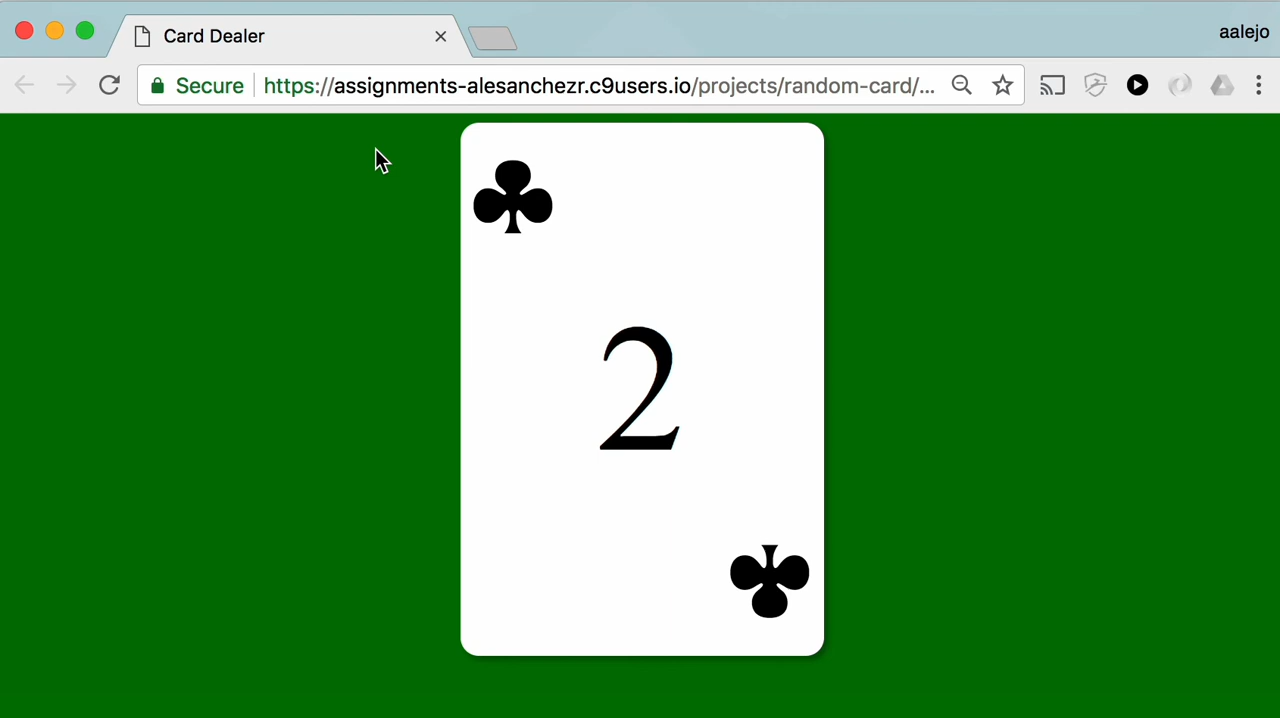 Card Dealer
aalejo
Secure https://assignments-alesanchezr.c9users.io/projects/random-card/...
2